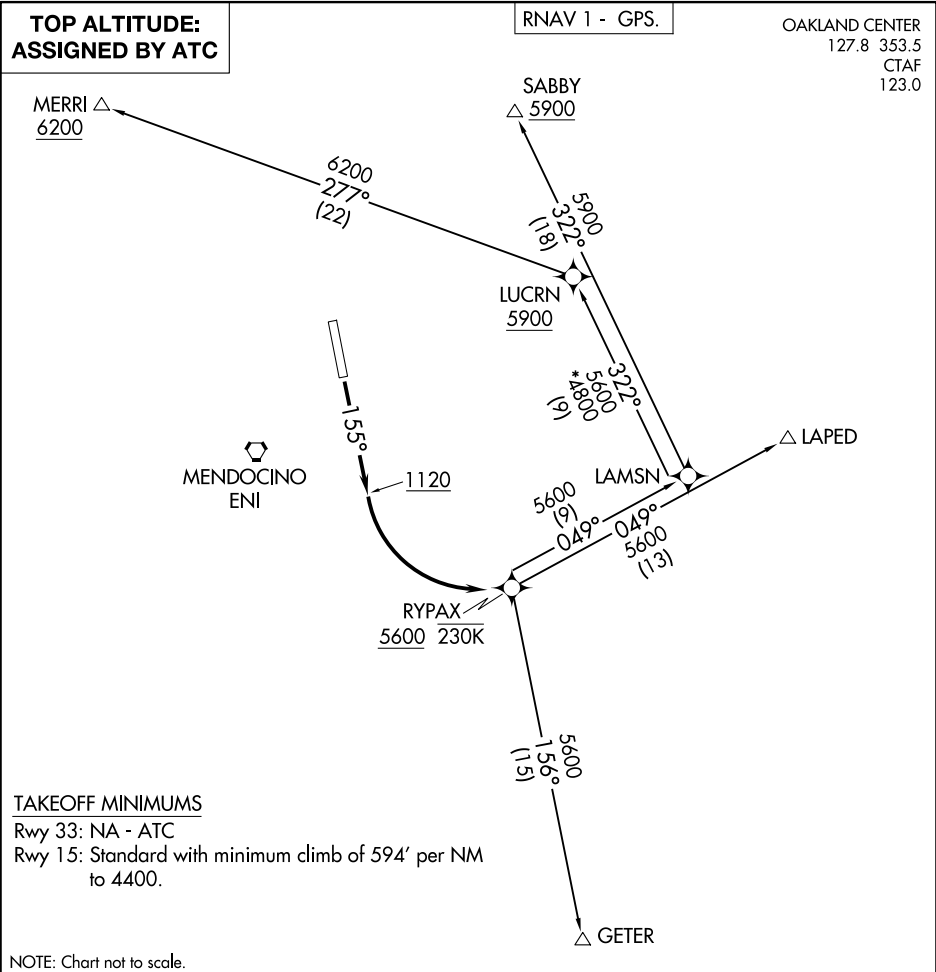 TOP ALTITUDE:
ASSIGNED BY ATC
RNAV 1 - GPS.
OAKLAND CENTER
127.8 353.5
CTAF
123.0
MERRI
6200
SABBY
5900
6200
277°
(22)
5900
322°
(18)
LUCRN
5900
322°
5600
*4800
(9)
155°
MENDOCINO
ENI
1120
LAPED
LAMSN
5600
(9)
049°
049°
5600
(13)
RYPAX
5600 230K
5600
156°
(15)
TAKEOFF MINIMUMS
Rwy 33: NA - ATC
Rwy 15: Standard with minimum climb of 594' per NM
to 4400.
GETER
NOTE: Chart not to scale.